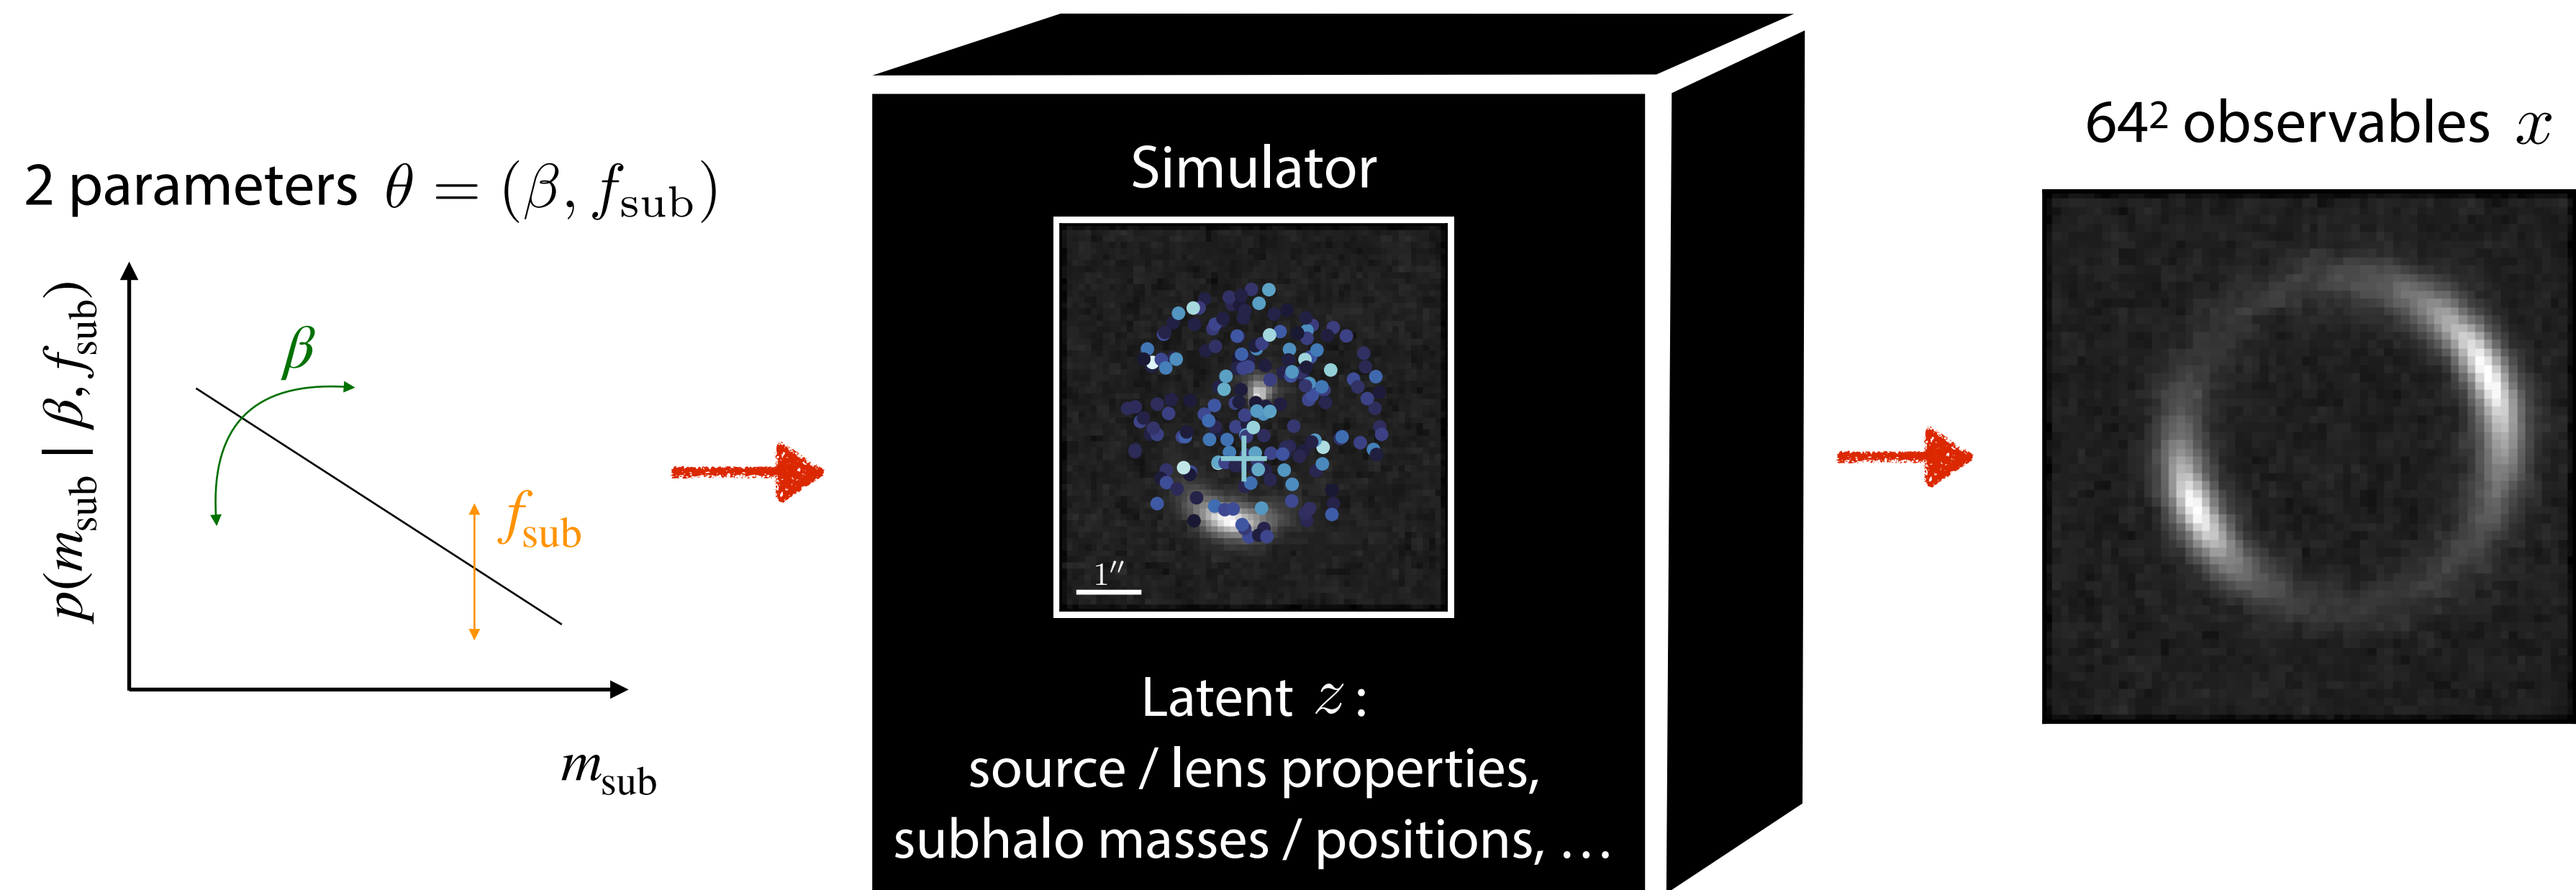 2 parameters θ = (β, f_sub)
p(m_sub | β, f_sub)
β
f_sub
m_sub
Simulator
1″
Latent z :
source / lens properties,
subhalo masses / positions, …
64² observables x